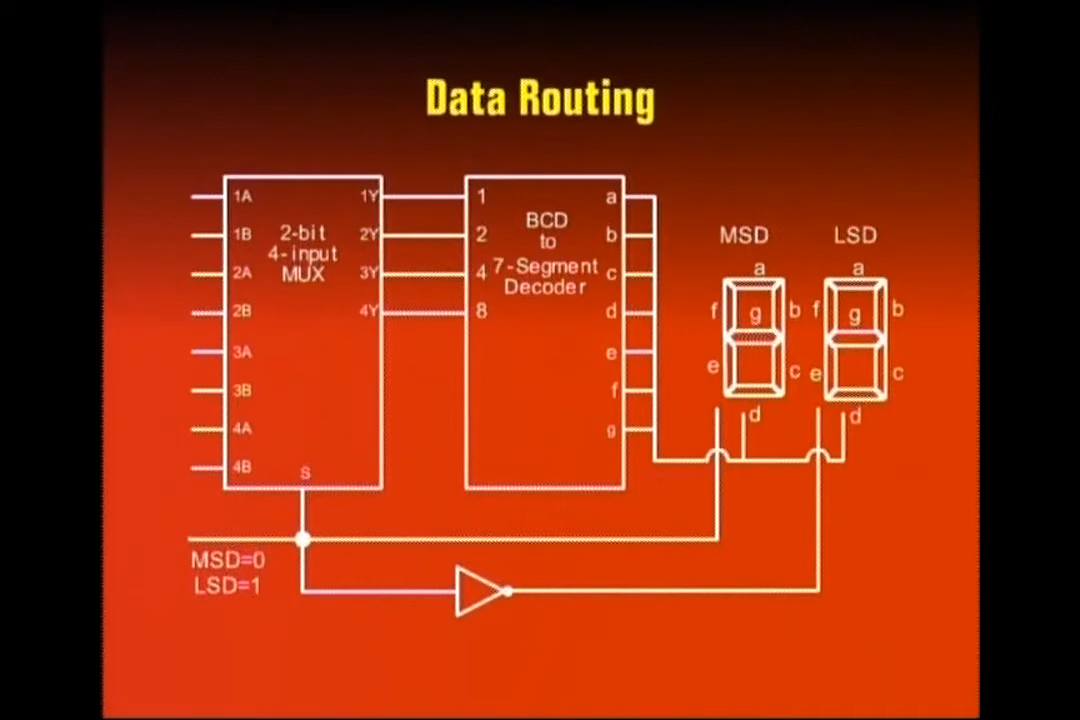 Data Routing
1A
1B
2A
2B
3A
3B
4A
4B
2-bit
4-input
MUX
1Y
2Y
3Y
4Y
S
1
2
4
8
BCD
to
7-Segment
Decoder
a
b
c
d
e
f
g
MSD
a
f
g
b
e
c
d
LSD
a
f
g
b
e
c
d
MSD=0
LSD=1